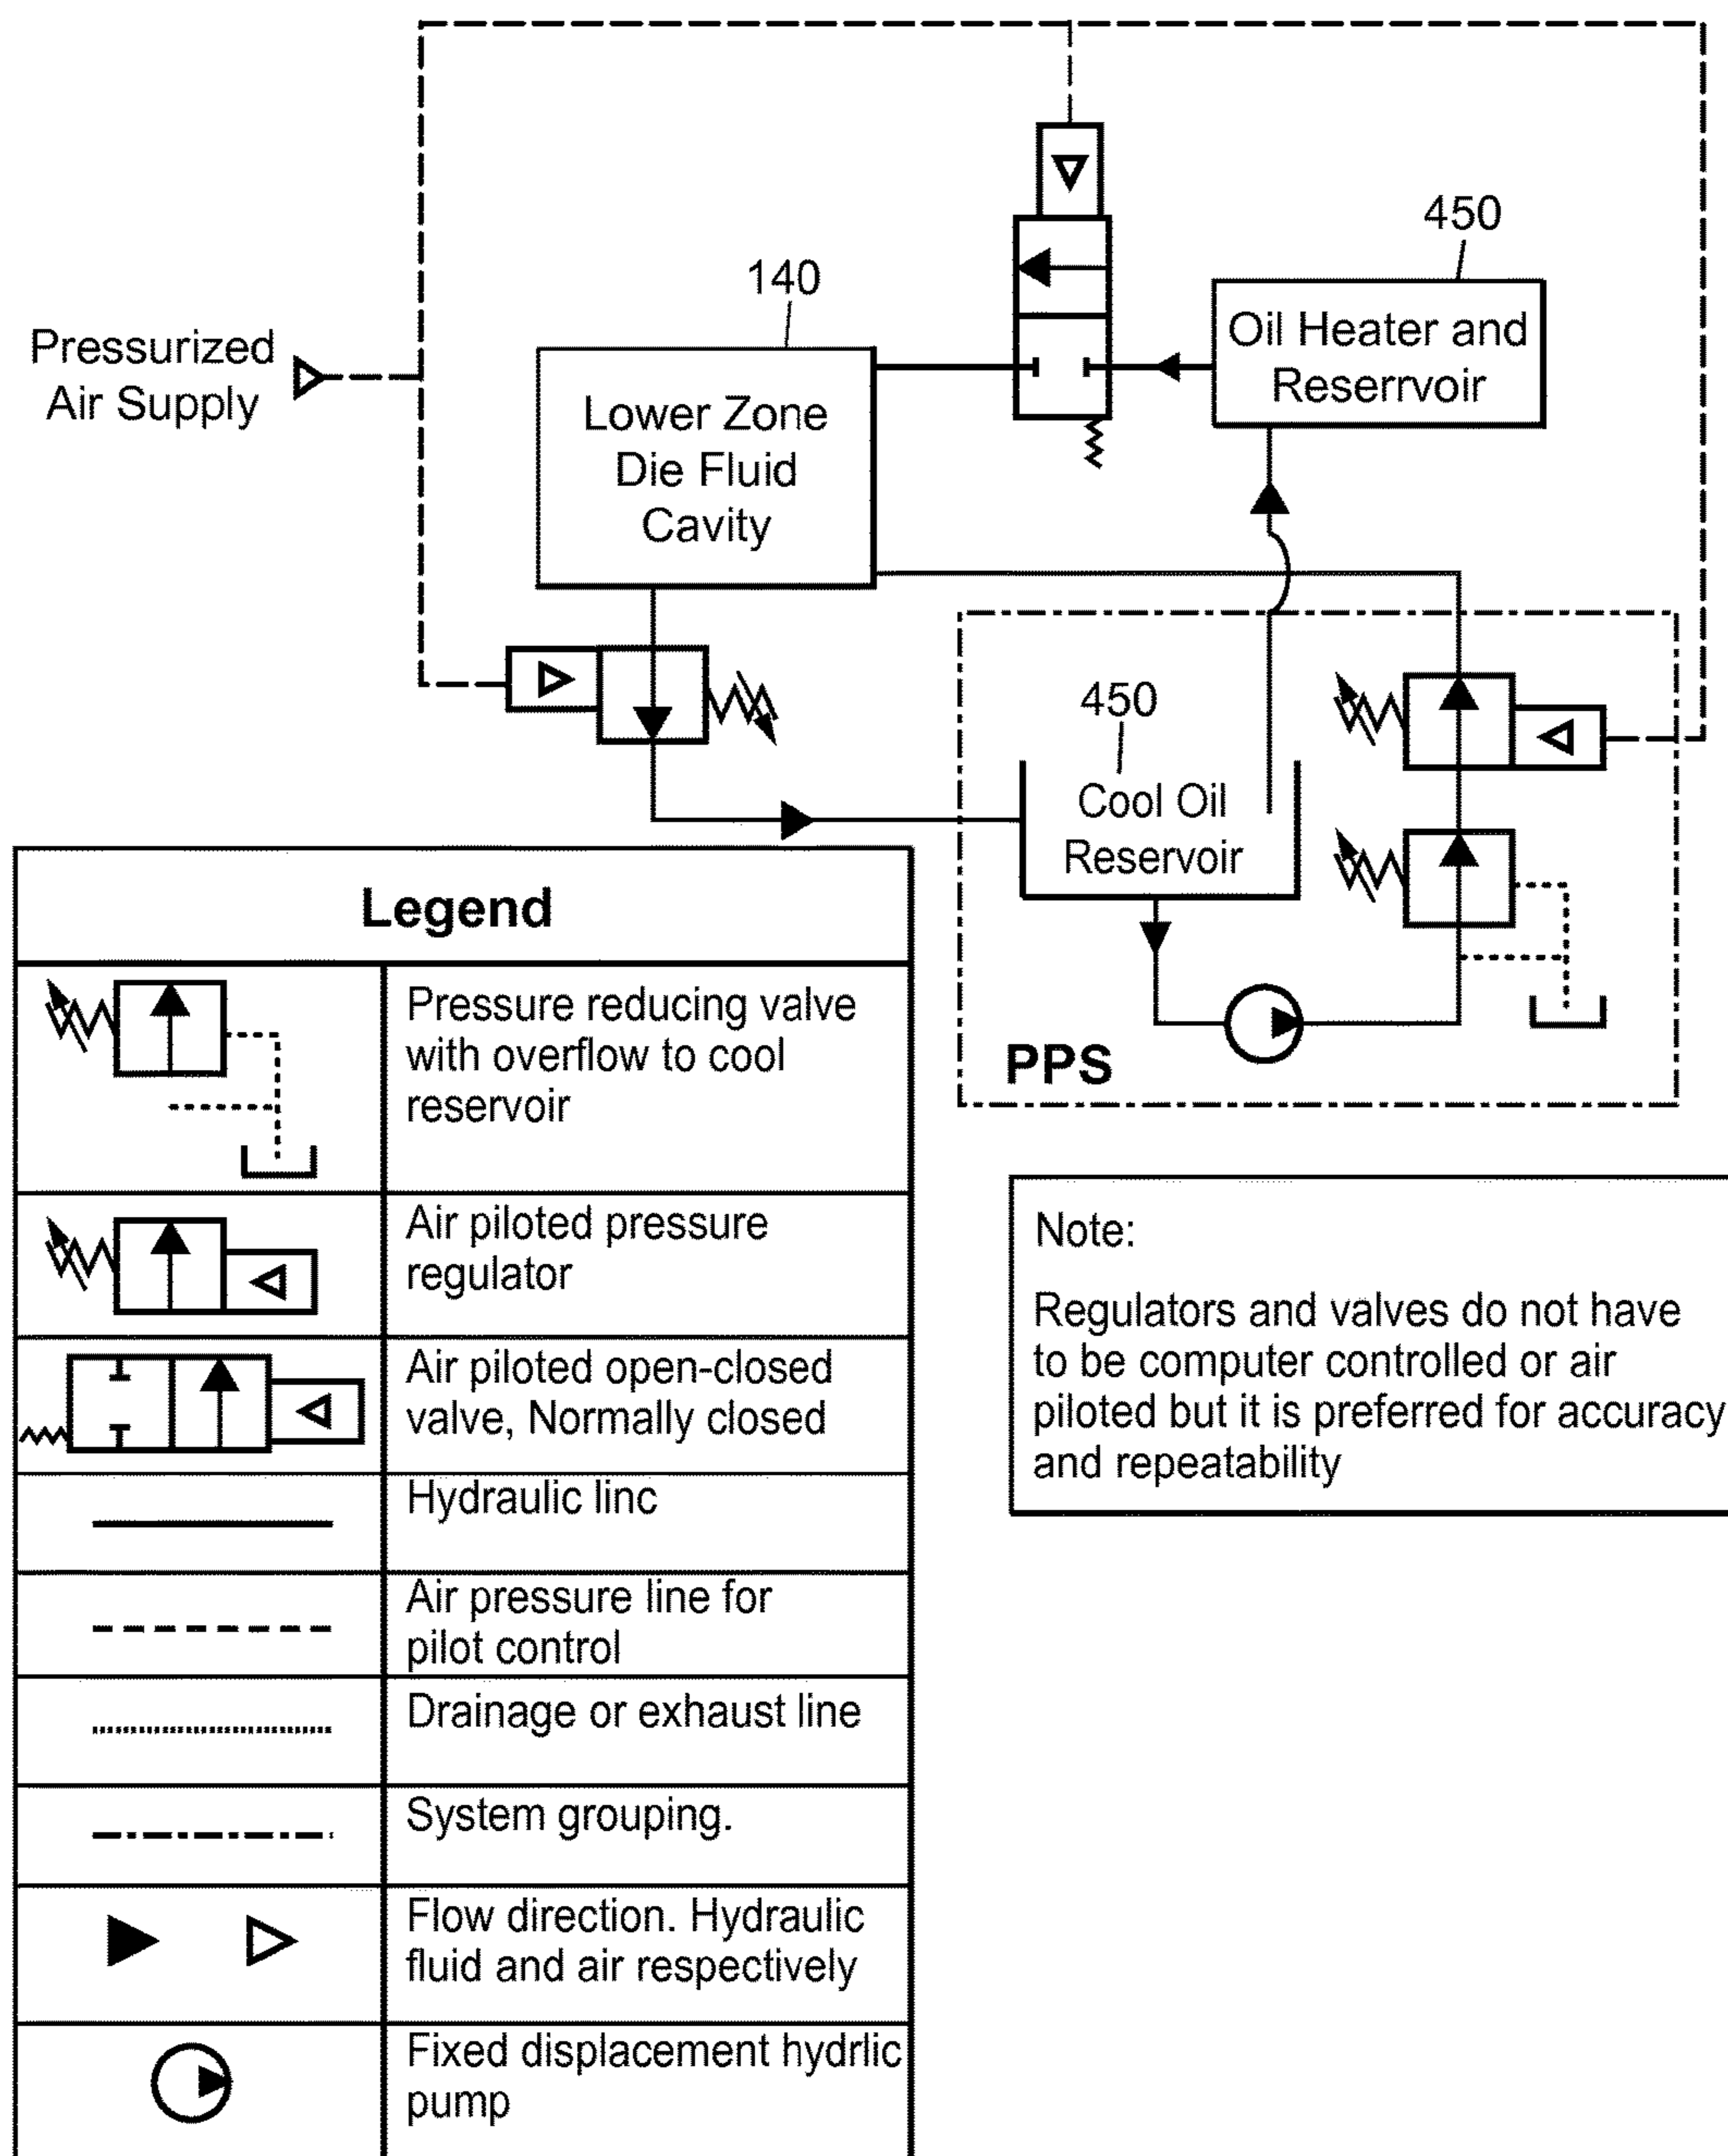 450
140
Pressurized
Air Supply
Oil Heater and
Reserrvoir
Lower Zone
Die Fluid
Cavity
450
Cool Oil
Reservoir
PPS
Legend
Pressure reducing valve
with overflow to cool
reservoir
Air piloted pressure
regulator
Air piloted open-closed
valve, Normally closed
Hydraulic linc
Air pressure line for
pilot control
Drainage or exhaust line
System grouping.
Flow direction. Hydraulic
fluid and air respectively
Fixed displacement hydrlic
pump
Note:
Regulators and valves do not have
to be computer controlled or air
piloted but it is preferred for accuracy
and repeatability